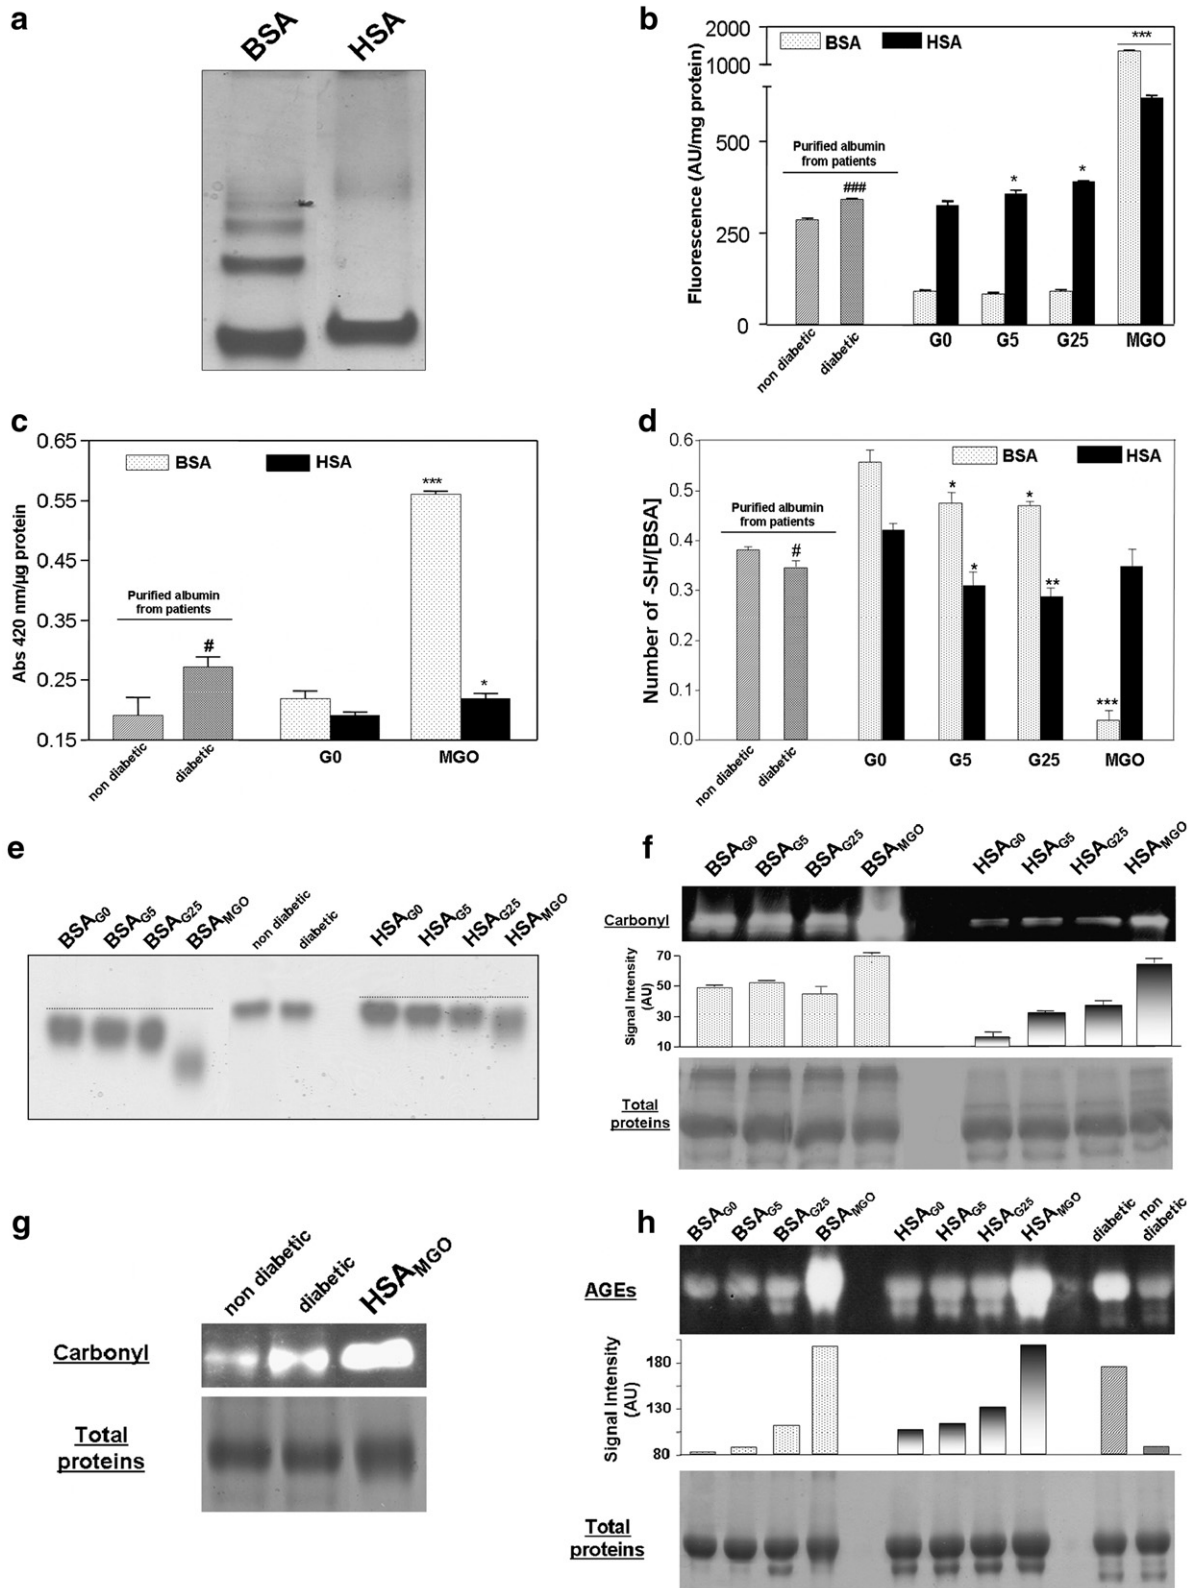 a
BSA HSA
b
BSA HSA
***
Fluorescence (AU/mg protein)
2000
1000
500
250
0
Purified albumin
from patients
###
*
*
non diabetic
diabetic
G0 G5 G25 MGO
c
BSA HSA
Abs 420 nm/µg protein
0.65
0.55
0.45
0.35
0.25
0.15
Purified albumin
from patients
#
***
*
non diabetic
diabetic
G0 MGO
d
BSA HSA
Number of -SH/[BSA]
0.6
0.5
0.4
0.3
0.2
0.1
0.0
Purified albumin
from patients
#
*
*
*
**
***
non diabetic
diabetic
G0 G5 G25 MGO
e
BSAG0 BSAG5 BSAG25 BSAMGO non diabetic diabetic HSAG0 HSAG5 HSAG25 HSAMGO
f
BSAG0 BSAG5 BSAG25 BSAMGO HSAG0 HSAG5 HSAG25 HSAMGO
Carbonyl
Signal Intensity
(AU)
70
50
30
10
Total
proteins
g
non diabetic diabetic HSAMGO
Carbonyl
Total
proteins
h
BSAG0 BSAG5 BSAG25 BSAMGO HSAG0 HSAG5 HSAG25 HSAMGO diabetic non diabetic
AGEs
Signal Intensity
(AU)
180
130
80
Total
proteins